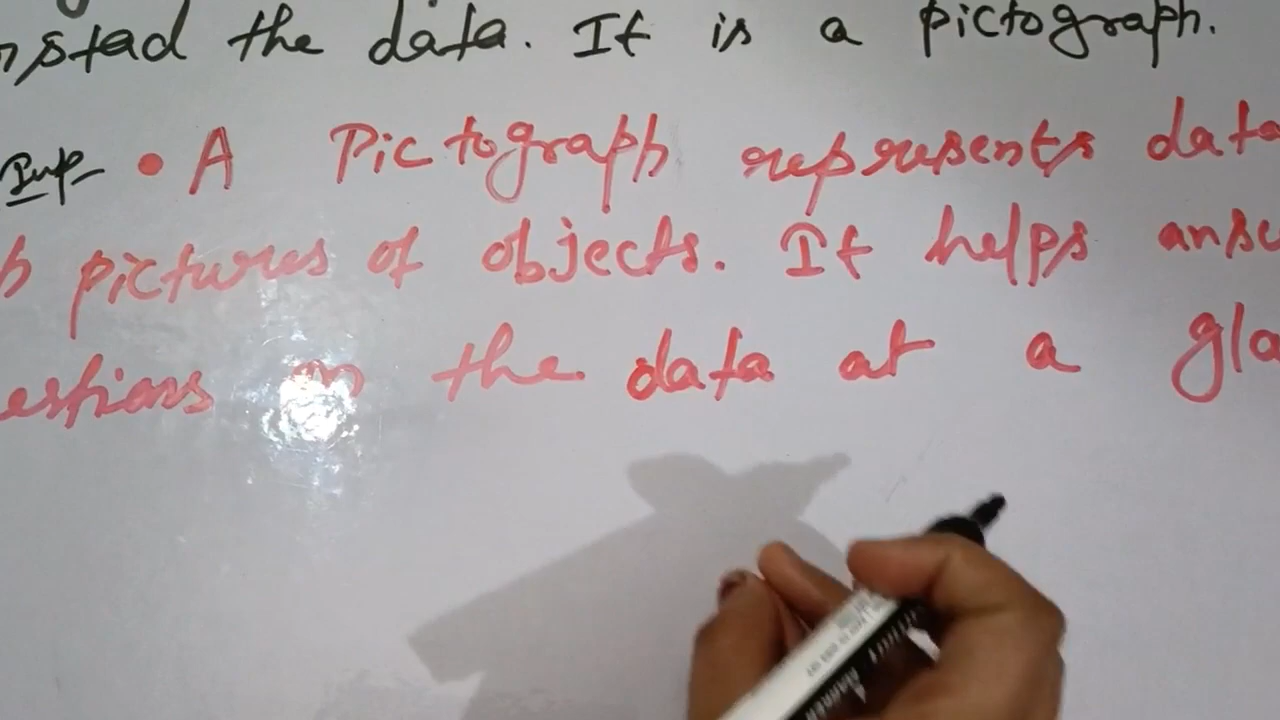 nstad the data. It is a pictograph.
Imp • A Pictograph represents data
pictures of objects. It helps answ
estions on the data at a gla